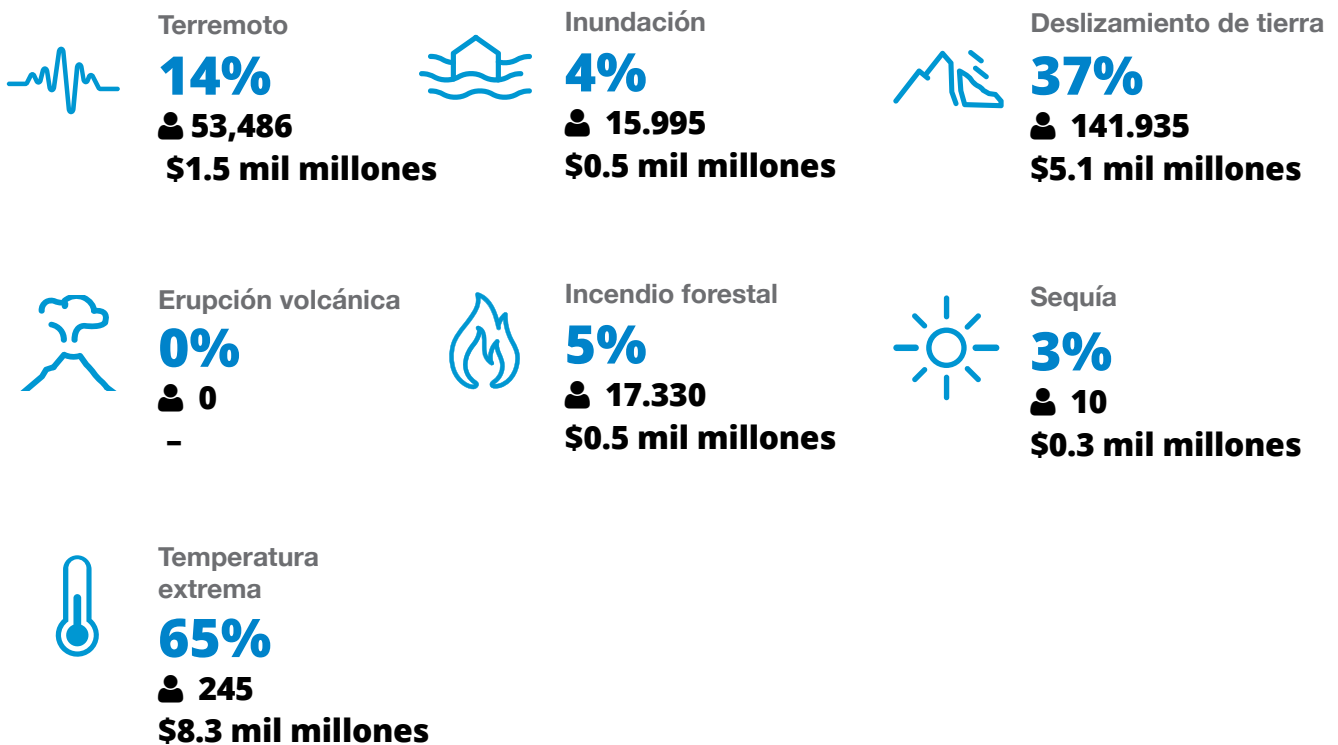 Terremoto
14%
53,486
$1.5 mil millones
Inundación
4%
15.995
$0.5 mil millones
Deslizamiento de tierra
37%
141.935
$5.1 mil millones
Erupción volcánica
0%
0
–
Incendio forestal
5%
17.330
$0.5 mil millones
Sequía
3%
10
$0.3 mil millones
Temperatura
extrema
65%
245
$8.3 mil millones